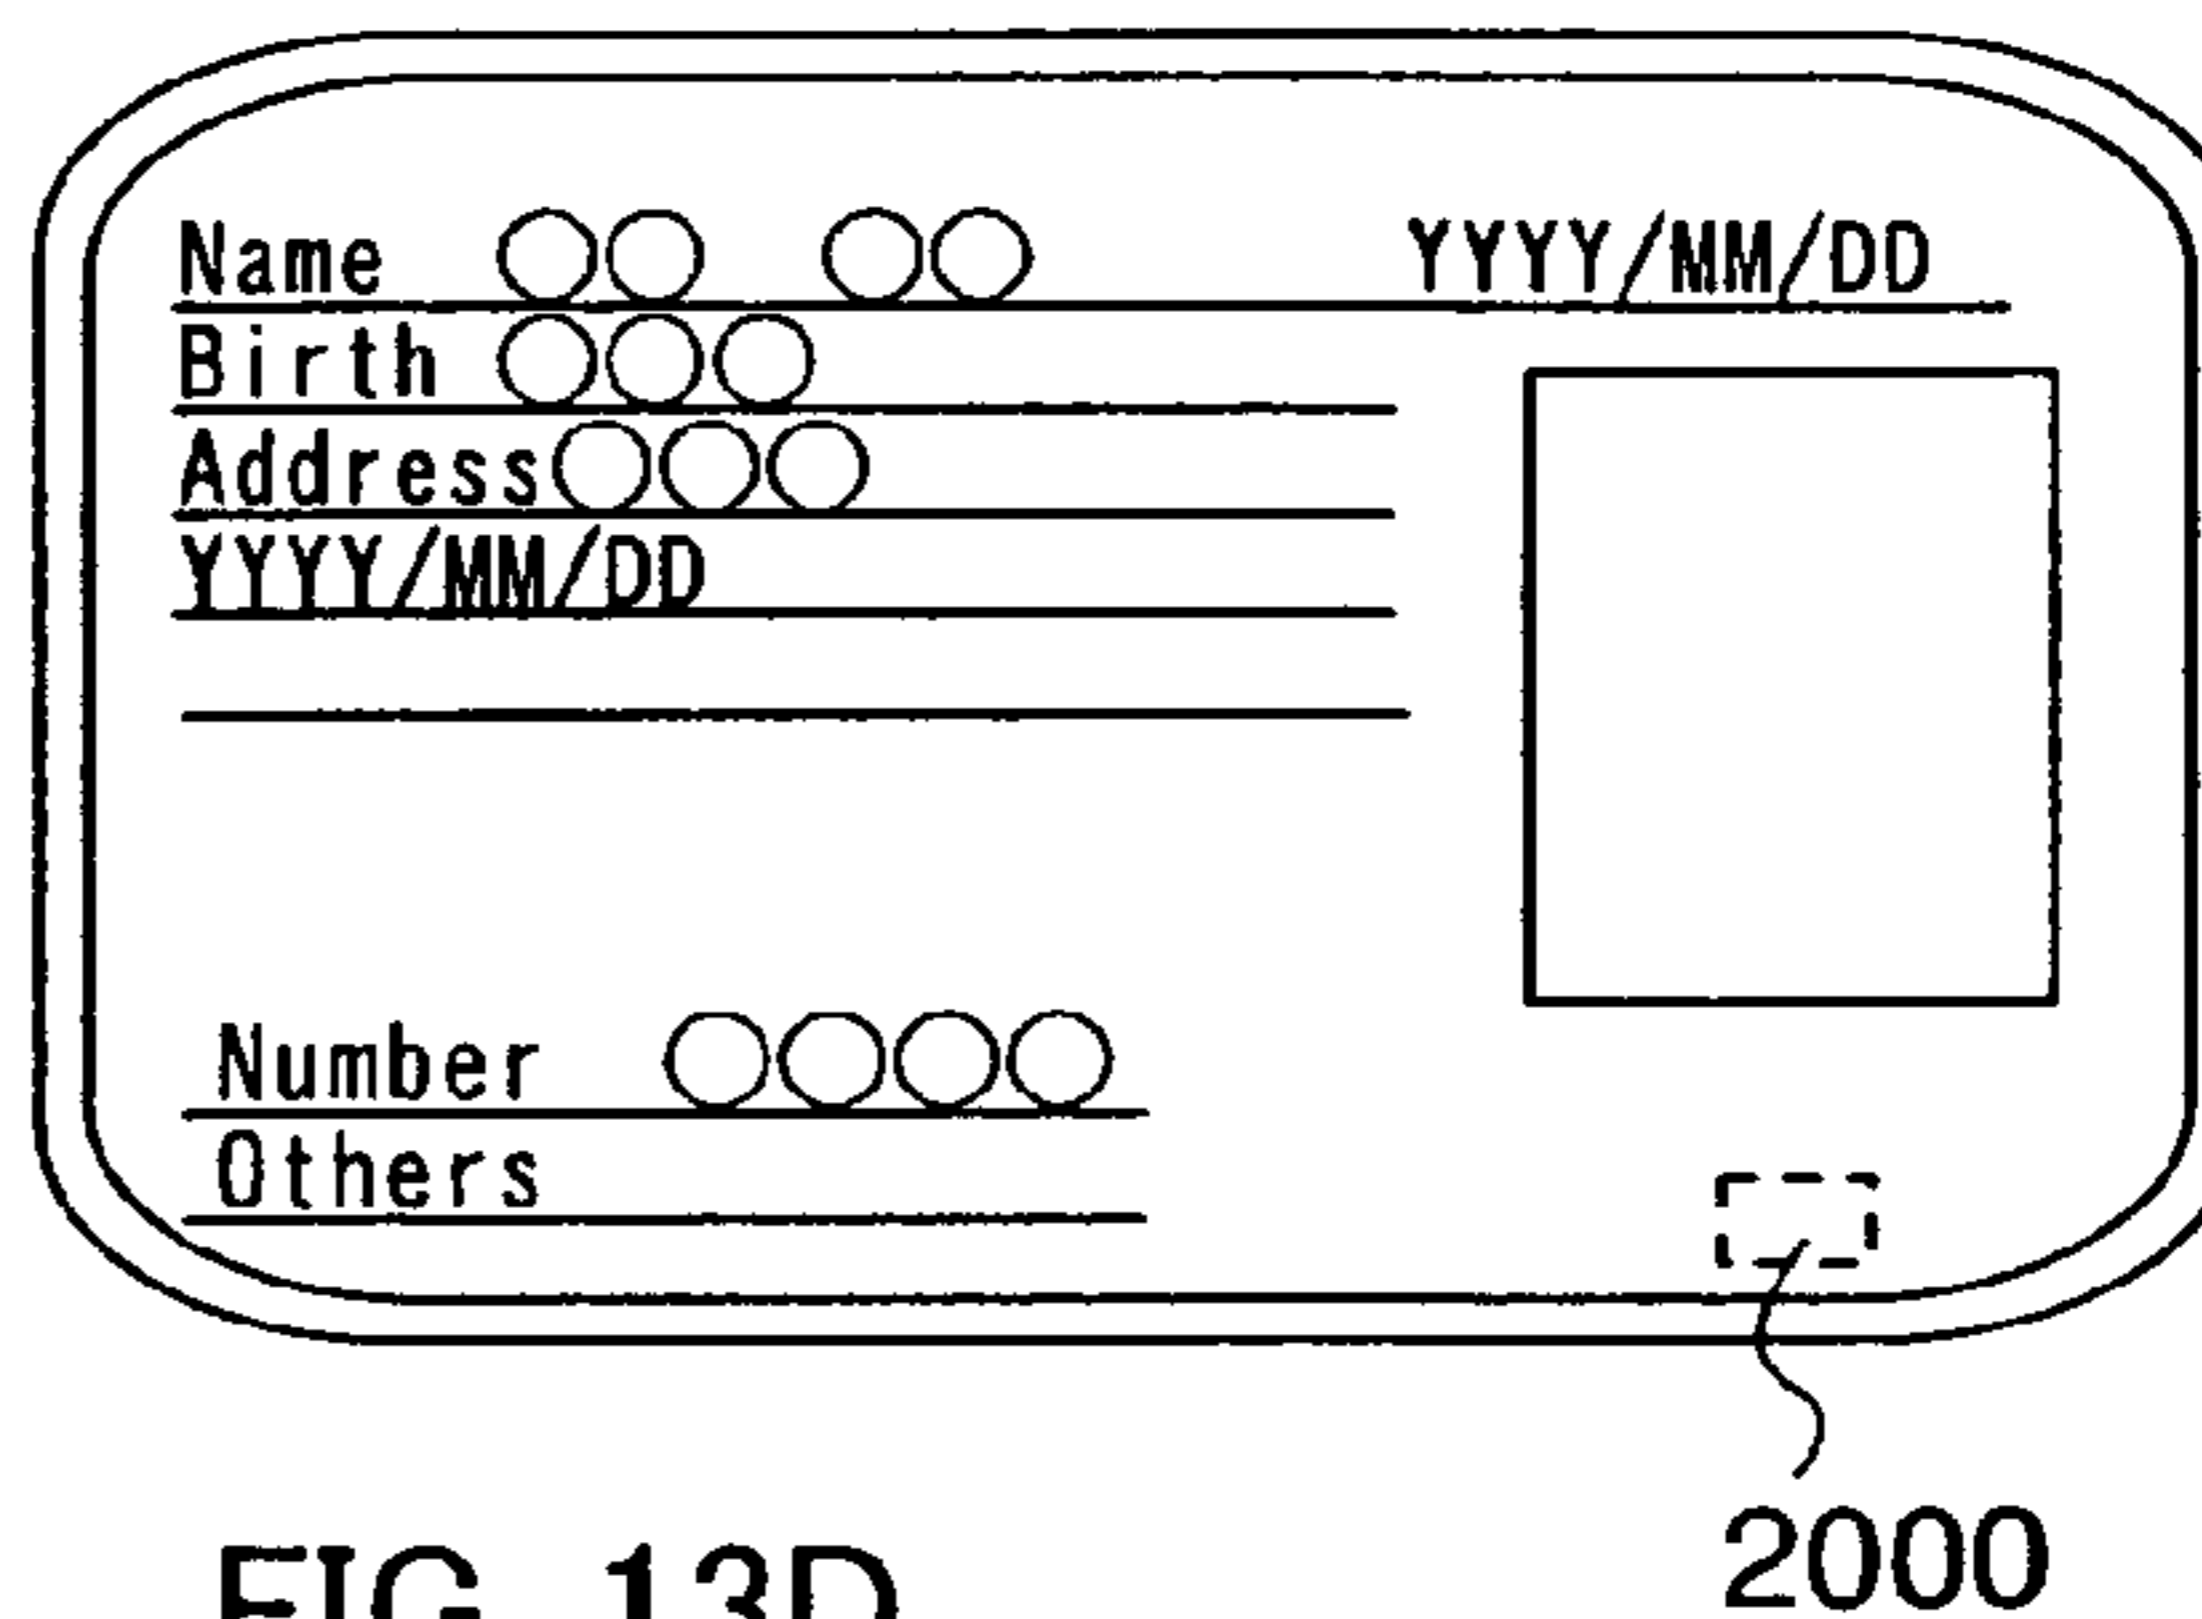 Name ○○ ○○ YYYY/MM/DD
Birth ○○○
Address○○○
YYYY/MM/DD
Number ○○○○
Others
2000
FIG. 13D